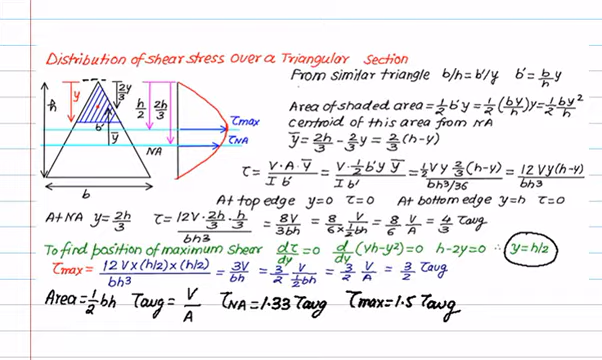 Distribution of shear stress over a Triangular Section
From similar triangle b/h = b'/y b' = b/h y
Area of shaded area = 1/2 b'y = 1/2 (by/h) y = 1/2 by²/h
centroid of this area from NA
ȳ = 2h/3 - 2/3 y = 2/3 (h-y)
h
y
2y/3
h/2
2h/3
b'
ȳ
NA
b
τmax
τNA
τ = V·A·ȳ / I b' = V·1/2 b'y ȳ / I b' = 1/2 Vy 2/3 (h-y) / bh³/36 = 12 Vy(h-y) / bh³
At top edge y=0 τ=0 At bottom edge y=h τ=0
At NA y = 2h/3 τ = 12V·2h/3·h/3 / bh³ = 8V/3bh = 8/6 V/(1/2 bh) = 8/6 V/A = 4/3 τavg
To find position of maximum shear dτ/dy = 0 d/dy (yh-y²) = 0 h-2y = 0 ∴ y = h/2
τmax = 12 V×(h/2)×(h/2) / bh³ = 3V/bh = 3/2 V/(1/2 bh) = 3/2 V/A = 3/2 τavg
Area = 1/2 bh τavg = V/A τNA = 1.33 τavg τmax = 1.5 τavg